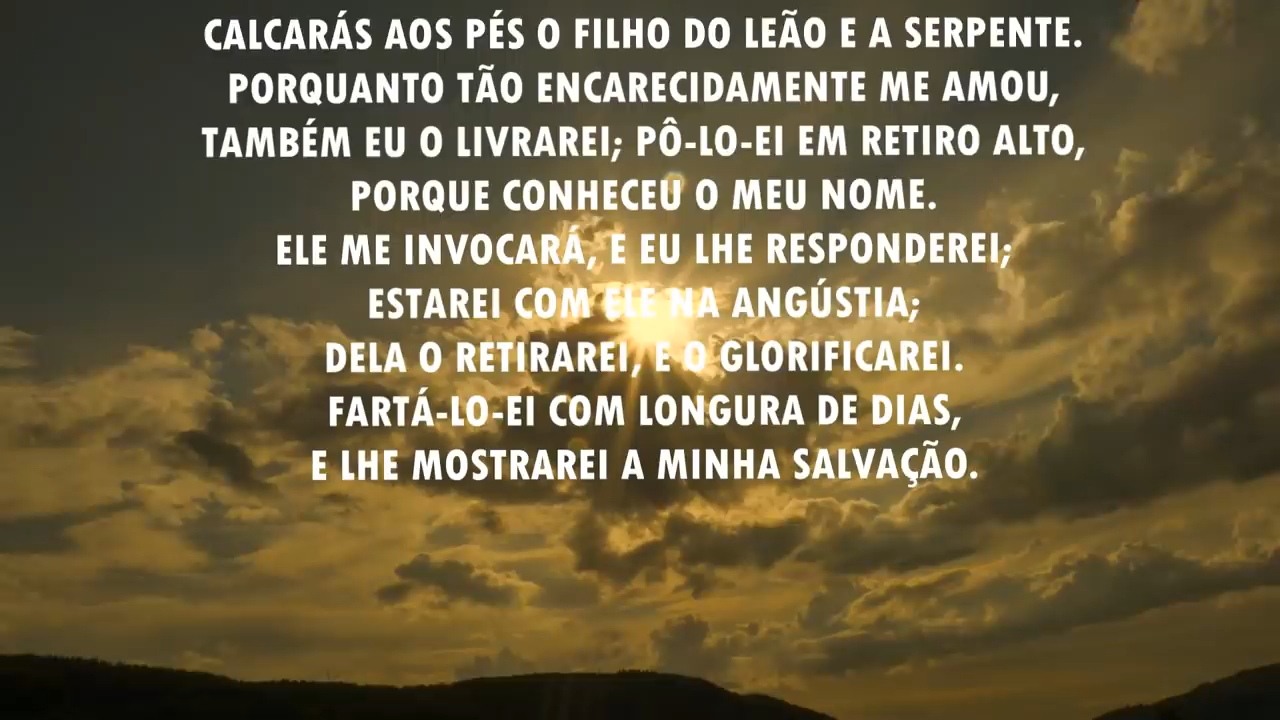 CALCARÁS AOS PÉS O FILHO DO LEÃO E A SERPENTE.
PORQUANTO TÃO ENCARECIDAMENTE ME AMOU,
TAMBÉM EU O LIVRAREI; PÔ-LO-EI EM RETIRO ALTO,
PORQUE CONHECEU O MEU NOME.
ELE ME INVOCARÁ, E EU LHE RESPONDEREI;
ESTAREI COM ELE NA ANGÚSTIA;
DELA O RETIRAREI, E O GLORIFICAREI.
FARTÁ-LO-EI COM LONGURA DE DIAS,
E LHE MOSTRAREI A MINHA SALVAÇÃO.